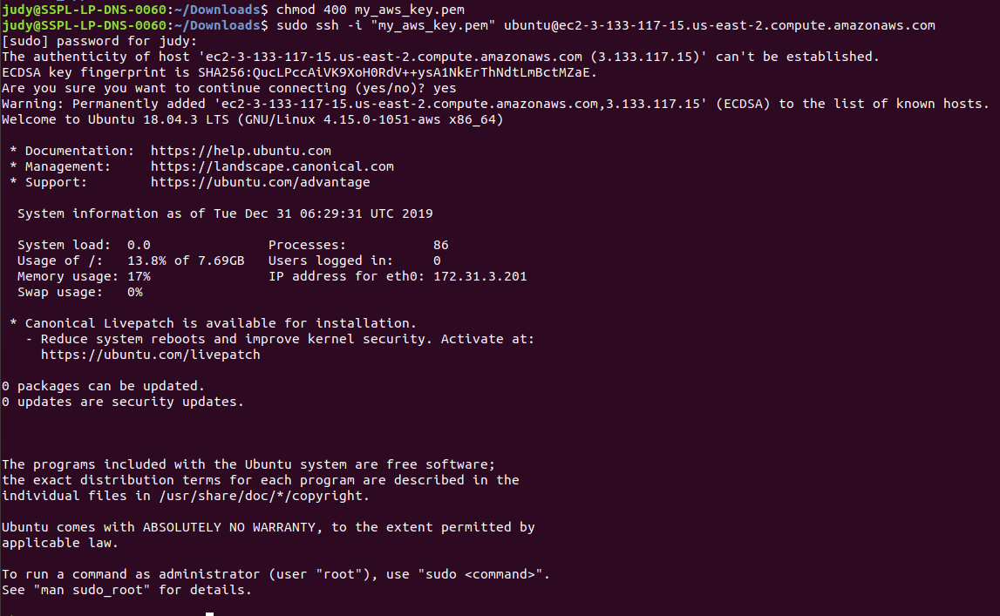 judy@SSPL-LP-DNS-0060:~/Downloads$ chmod 400 my_aws_key.pem
judy@SSPL-LP-DNS-0060:~/Downloads$ sudo ssh -i "my_aws_key.pem" ubuntu@ec2-3-133-117-15.us-east-2.compute.amazonaws.com
[sudo] password for judy:
The authenticity of host 'ec2-3-133-117-15.us-east-2.compute.amazonaws.com (3.133.117.15)' can't be established.
ECDSA key fingerprint is SHA256:QucLPccAiVK9XoH0RdV++ysA1NkErThNdtLmBctMZaE.
Are you sure you want to continue connecting (yes/no)? yes
Warning: Permanently added 'ec2-3-133-117-15.us-east-2.compute.amazonaws.com,3.133.117.15' (ECDSA) to the list of known hosts.
Welcome to Ubuntu 18.04.3 LTS (GNU/Linux 4.15.0-1051-aws x86_64)
* Documentation: https://help.ubuntu.com
* Management: https://landscape.canonical.com
* Support: https://ubuntu.com/advantage
System information as of Tue Dec 31 06:29:31 UTC 2019
System load: 0.0 Processes: 86
Usage of /: 13.8% of 7.69GB Users logged in: 0
Memory usage: 17% IP address for eth0: 172.31.3.201
Swap usage: 0%
* Canonical Livepatch is available for installation.
- Reduce system reboots and improve kernel security. Activate at:
https://ubuntu.com/livepatch
0 packages can be updated.
0 updates are security updates.
The programs included with the Ubuntu system are free software;
the exact distribution terms for each program are described in the
individual files in /usr/share/doc/*/copyright.
Ubuntu comes with ABSOLUTELY NO WARRANTY, to the extent permitted by
applicable law.
To run a command as administrator (user "root"), use "sudo <command>".
See "man sudo_root" for details.